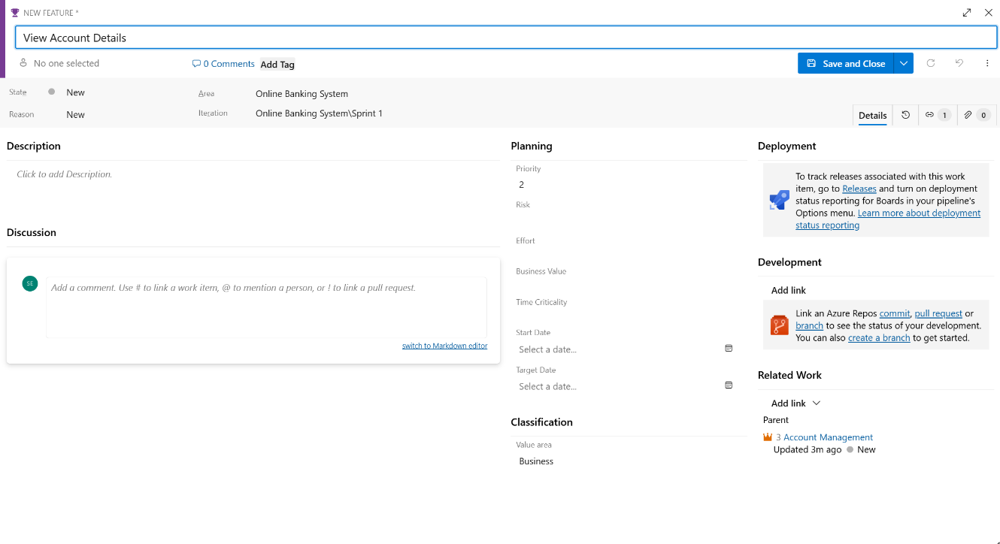 NEW FEATURE *
View Account Details
No one selected
0 Comments
Add Tag
Save and Close
State
New
Area
Online Banking System
Reason
New
Iteration
Online Banking System\Sprint 1
Details
1
0
Description
Click to add Description.
Discussion
SE
Add a comment. Use # to link a work item, @ to mention a person, or ! to link a pull request.
switch to Markdown editor
Planning
Priority
2
Risk
Effort
Business Value
Time Criticality
Start Date
Select a date...
Target Date
Select a date...
Classification
Value area
Business
Deployment
To track releases associated with this work
item, go to Releases and turn on deployment
status reporting for Boards in your pipeline's
Options menu. Learn more about deployment
status reporting
Development
Add link
Link an Azure Repos commit, pull request or
branch to see the status of your development.
You can also create a branch to get started.
Related Work
Add link
Parent
3 Account Management
Updated 3m ago
New